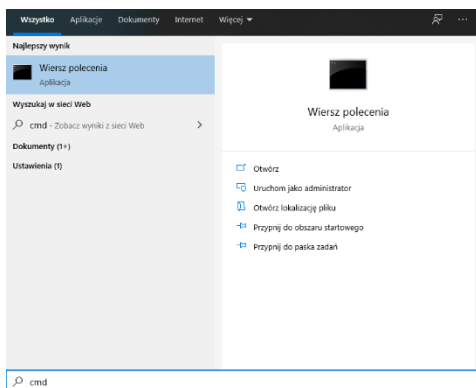 Wszystko Aplikacje Dokumenty Internet Więcej
Najlepszy wynik
Wiersz polecenia
Aplikacja
Wyszukaj w sieci Web
cmd - Zobacz wyniki z sieci Web
Dokumenty (1+)
Ustawienia (1)
Wiersz polecenia
Aplikacja
Otwórz
Uruchom jako administrator
Otwórz lokalizację pliku
Przypnij do obszaru startowego
Przypnij do paska zadań
cmd